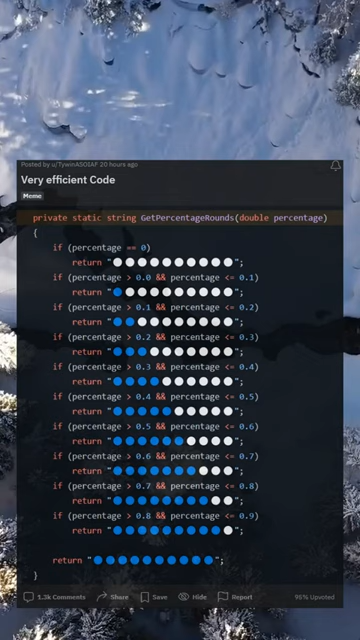 Posted by u/TywinASOIAF 20 hours ago
Very efficient Code
Meme
private static string GetPercentageRounds(double percentage)
{
if (percentage == 0)
return "⚪⚪⚪⚪⚪⚪⚪⚪⚪⚪";
if (percentage > 0.0 && percentage <= 0.1)
return "🔵⚪⚪⚪⚪⚪⚪⚪⚪⚪";
if (percentage > 0.1 && percentage <= 0.2)
return "🔵🔵⚪⚪⚪⚪⚪⚪⚪⚪";
if (percentage > 0.2 && percentage <= 0.3)
return "🔵🔵🔵⚪⚪⚪⚪⚪⚪⚪";
if (percentage > 0.3 && percentage <= 0.4)
return "🔵🔵🔵🔵⚪⚪⚪⚪⚪⚪";
if (percentage > 0.4 && percentage <= 0.5)
return "🔵🔵🔵🔵🔵⚪⚪⚪⚪⚪";
if (percentage > 0.5 && percentage <= 0.6)
return "🔵🔵🔵🔵🔵🔵⚪⚪⚪⚪";
if (percentage > 0.6 && percentage <= 0.7)
return "🔵🔵🔵🔵🔵🔵🔵⚪⚪⚪";
if (percentage > 0.7 && percentage <= 0.8)
return "🔵🔵🔵🔵🔵🔵🔵🔵⚪⚪";
if (percentage > 0.8 && percentage <= 0.9)
return "🔵🔵🔵🔵🔵🔵🔵🔵🔵⚪";
return "🔵🔵🔵🔵🔵🔵🔵🔵🔵🔵";
}
1.3k Comments Share Save Hide Report 95% Upvoted